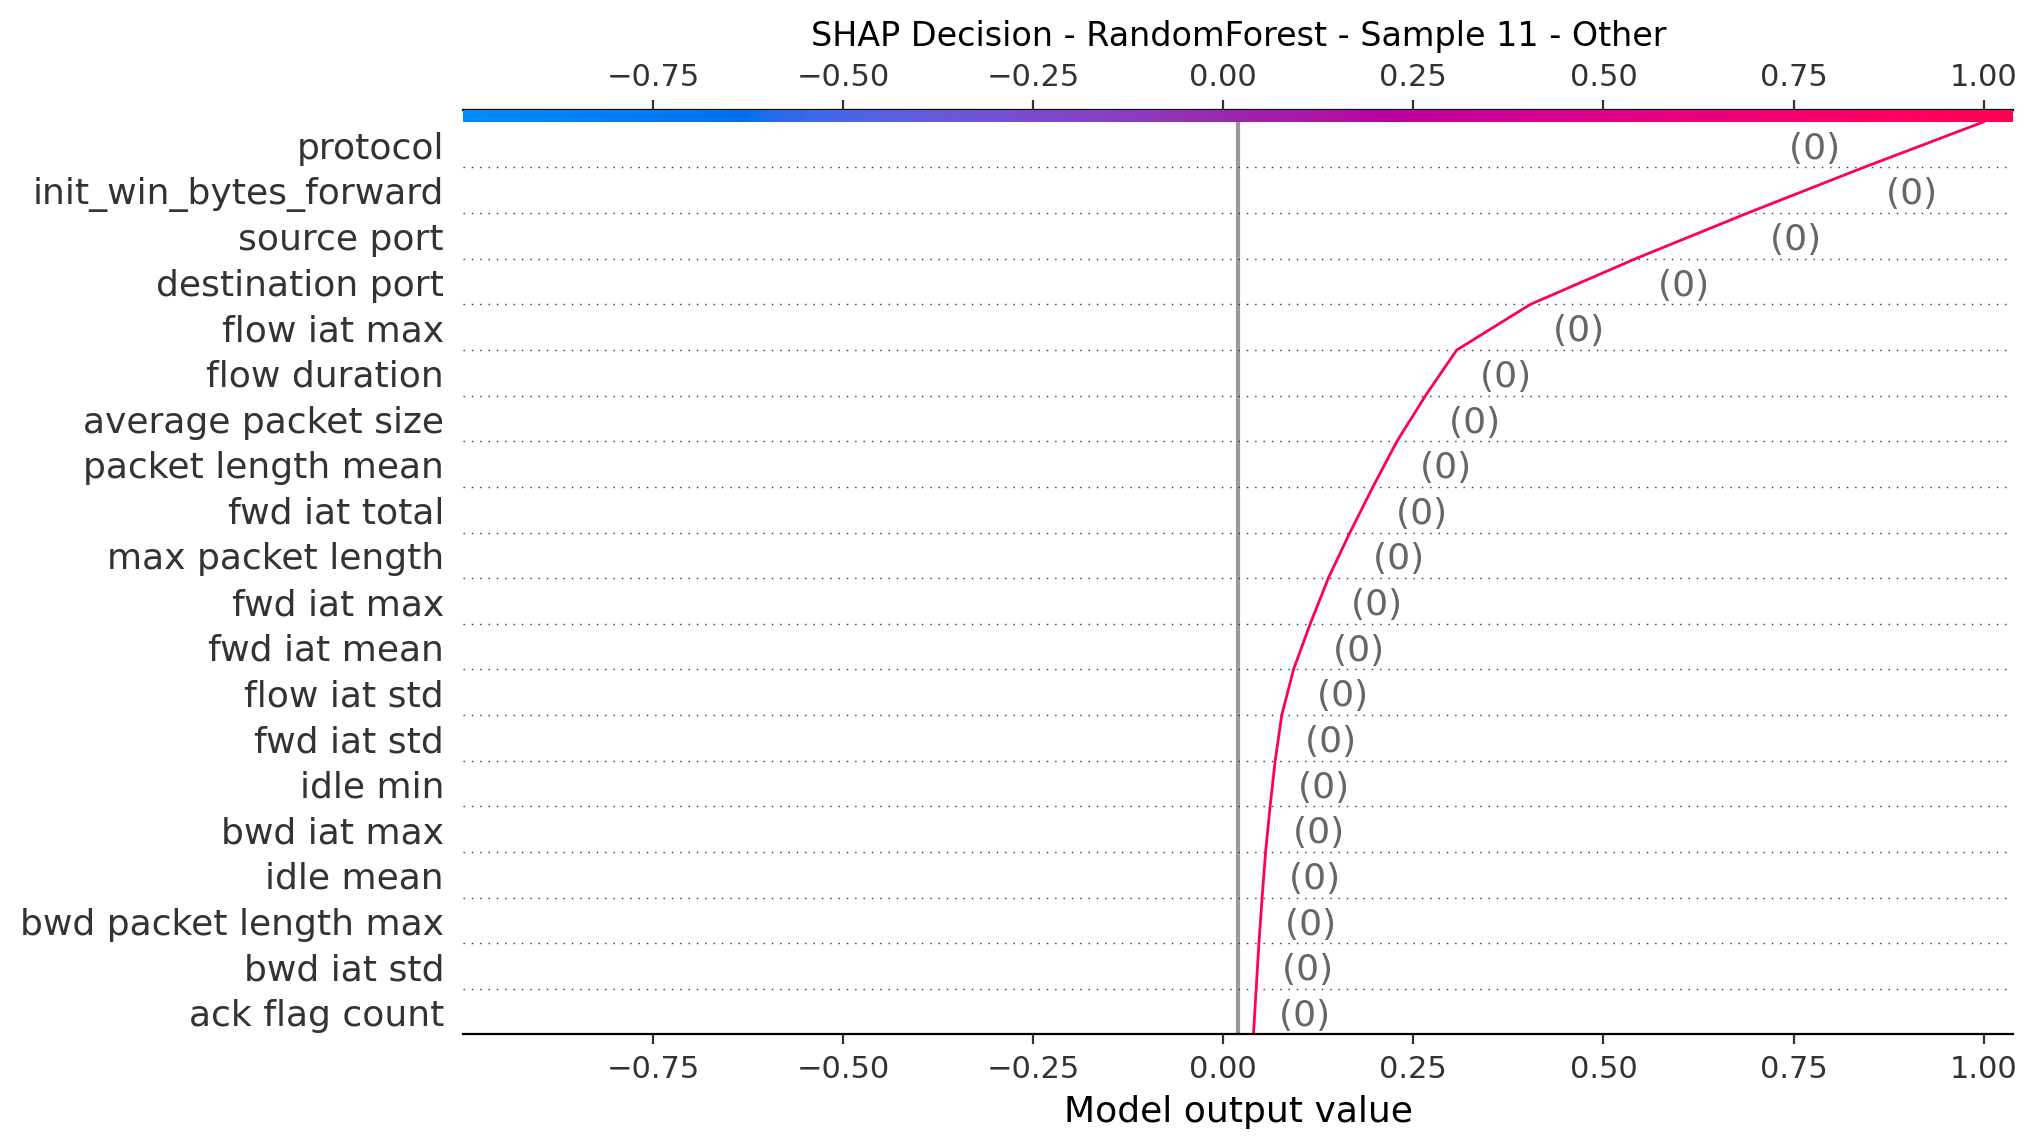 SHAP Decision - RandomForest - Sample 11 - Other
−0.75 −0.50 −0.25 0.00 0.25 0.50 0.75 1.00
protocol (0)
init_win_bytes_forward (0)
source port (0)
destination port (0)
flow iat max (0)
flow duration (0)
average packet size (0)
packet length mean (0)
fwd iat total (0)
max packet length (0)
fwd iat max (0)
fwd iat mean (0)
flow iat std (0)
fwd iat std (0)
idle min (0)
bwd iat max (0)
idle mean (0)
bwd packet length max (0)
bwd iat std (0)
ack flag count (0)
−0.75 −0.50 −0.25 0.00 0.25 0.50 0.75 1.00
Model output value